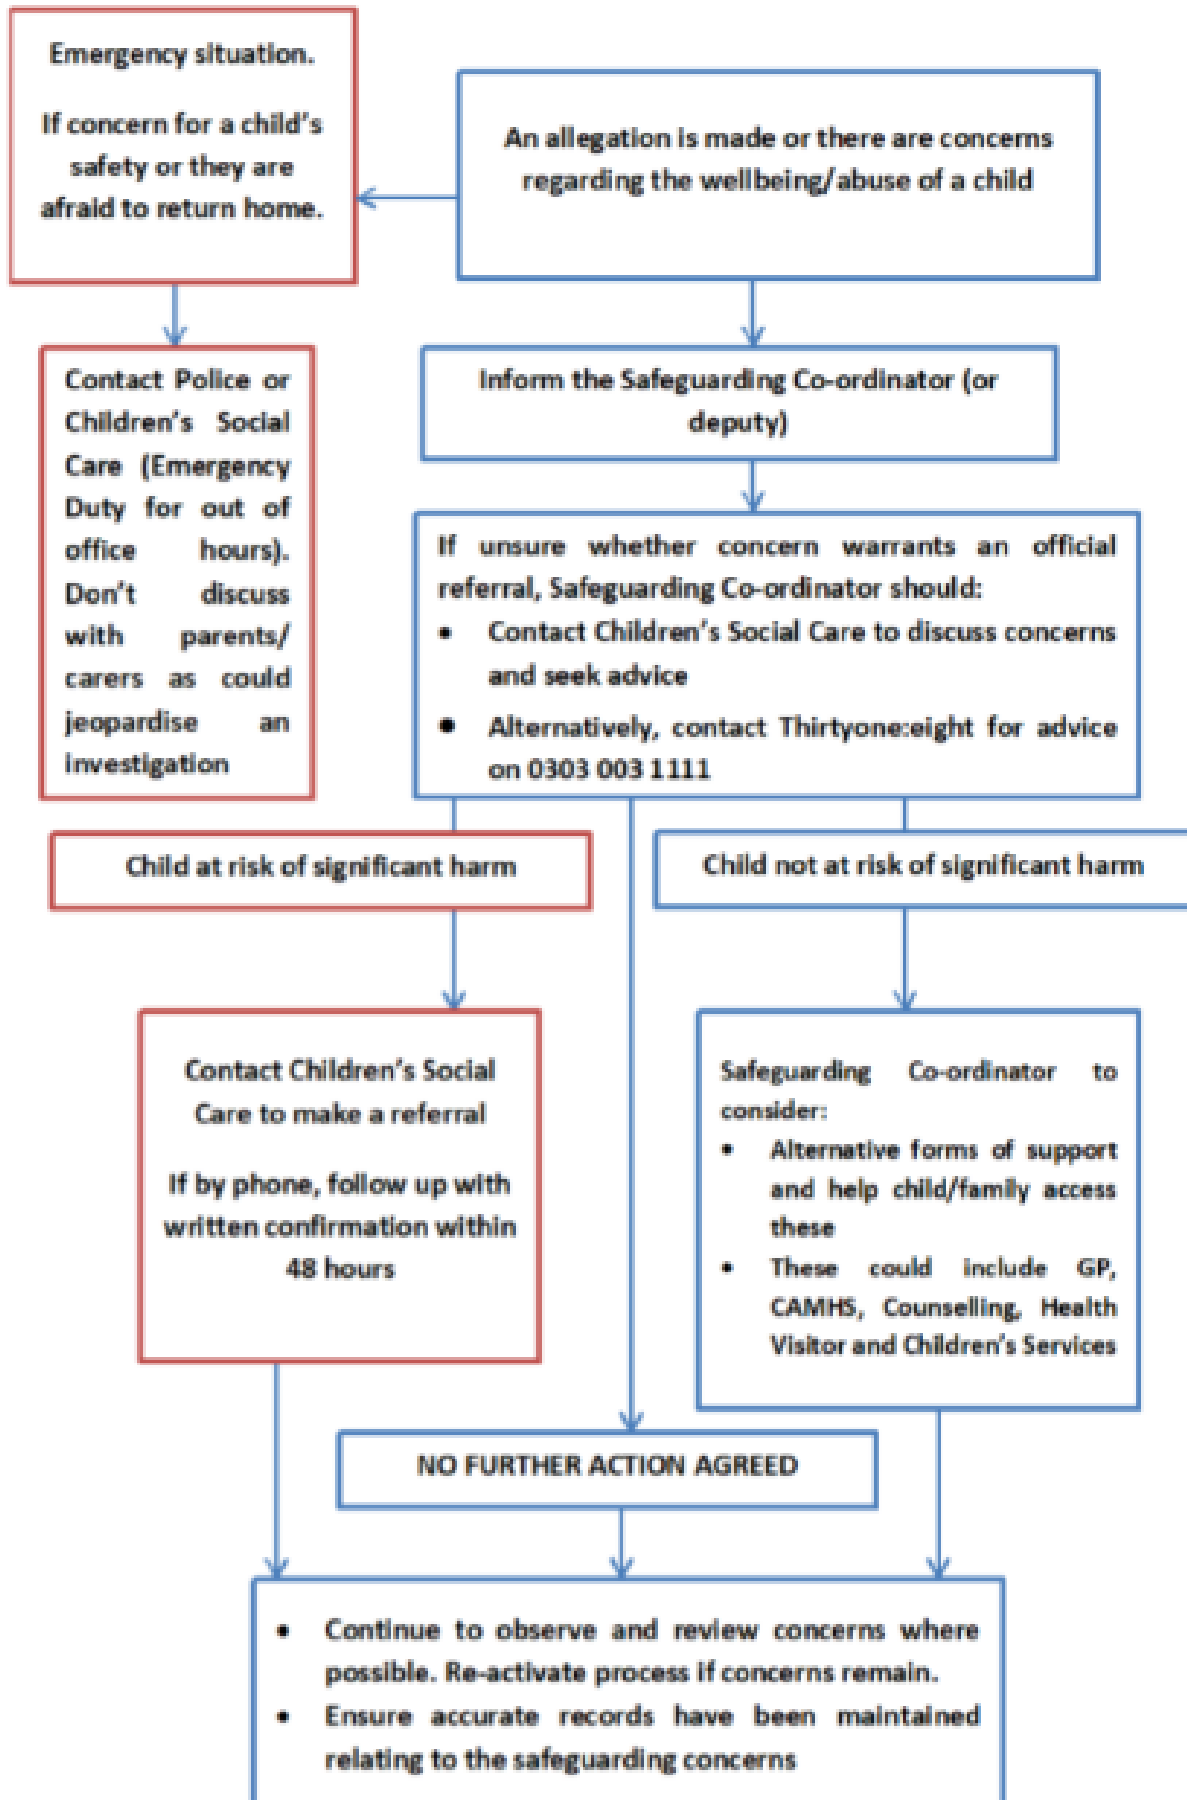 Emergency situation.
If concern for a child's
safety or they are
afraid to return home.
An allegation is made or there are concerns
regarding the wellbeing/abuse of a child
Contact Police or
Children's Social
Care (Emergency
Duty for out of
office hours).
Don't discuss
with parents/
carers as could
jeopardise an
investigation
Inform the Safeguarding Co-ordinator (or
deputy)
If unsure whether concern warrants an official
referral, Safeguarding Co-ordinator should:
• Contact Children's Social Care to discuss concerns
and seek advice
• Alternatively, contact Thirtyone:eight for advice
on 0303 003 1111
Child at risk of significant harm
Child not at risk of significant harm
Contact Children's Social
Care to make a referral
If by phone, follow up with
written confirmation within
48 hours
Safeguarding Co-ordinator to
consider:
• Alternative forms of support
and help child/family access
these
• These could include GP,
CAMHS, Counselling, Health
Visitor and Children's Services
NO FURTHER ACTION AGREED
• Continue to observe and review concerns where
possible. Re-activate process if concerns remain.
• Ensure accurate records have been maintained
relating to the safeguarding concerns